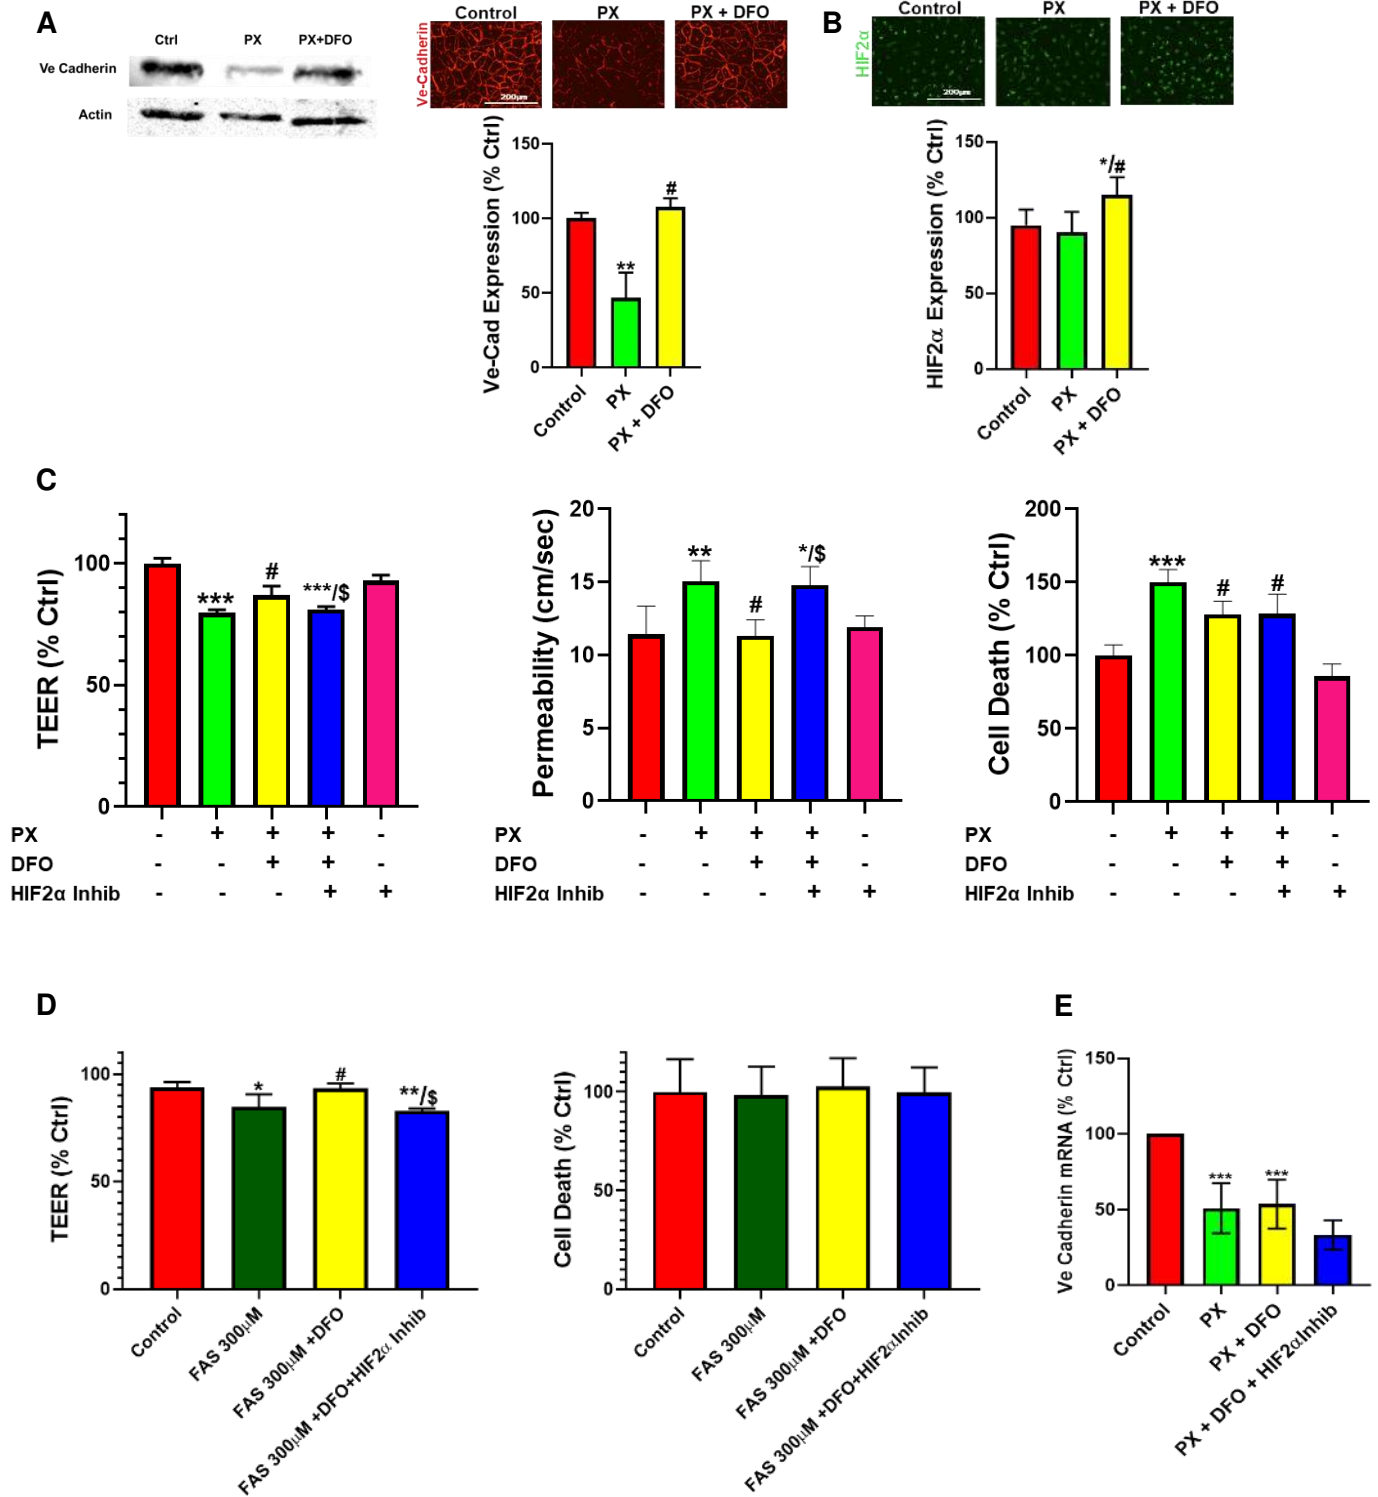 A
Ctrl PX PX+DFO
Ve Cadherin
Actin
Control PX PX + DFO
Ve-Cadherin
200µm
Ve-Cad Expression (% Ctrl)
150
100
50
0
**
#
Control PX PX + DFO
B
Control PX PX + DFO
HIF2α
200µm
HIF2α Expression (% Ctrl)
150
100
50
0
*/#
Control PX PX + DFO
C
TEER (% Ctrl)
100
50
0
*** # ***/$
PX - + + + -
DFO - - + + -
HIF2α Inhib - - - + +
Permeability (cm/sec)
20
15
10
5
0
** # */$
PX - + + + -
DFO - - + + -
HIF2α Inhib - - - + +
Cell Death (% Ctrl)
200
150
100
50
0
*** # #
PX - + + + -
DFO - - + + -
HIF2α Inhib - - - + +
D
TEER (% Ctrl)
100
50
0
* # **/$
Control
FAS 300µM
FAS 300µM +DFO
FAS 300µM +DFO+HIF2α Inhib
Cell Death (% Ctrl)
100
50
0
Control
FAS 300µM
FAS 300µM +DFO
FAS 300µM +DFO+HIF2αInhib
E
Ve Cadherin mRNA (% Ctrl)
150
100
50
0
*** ***
Control
PX
PX + DFO
PX + DFO + HIF2αInhib